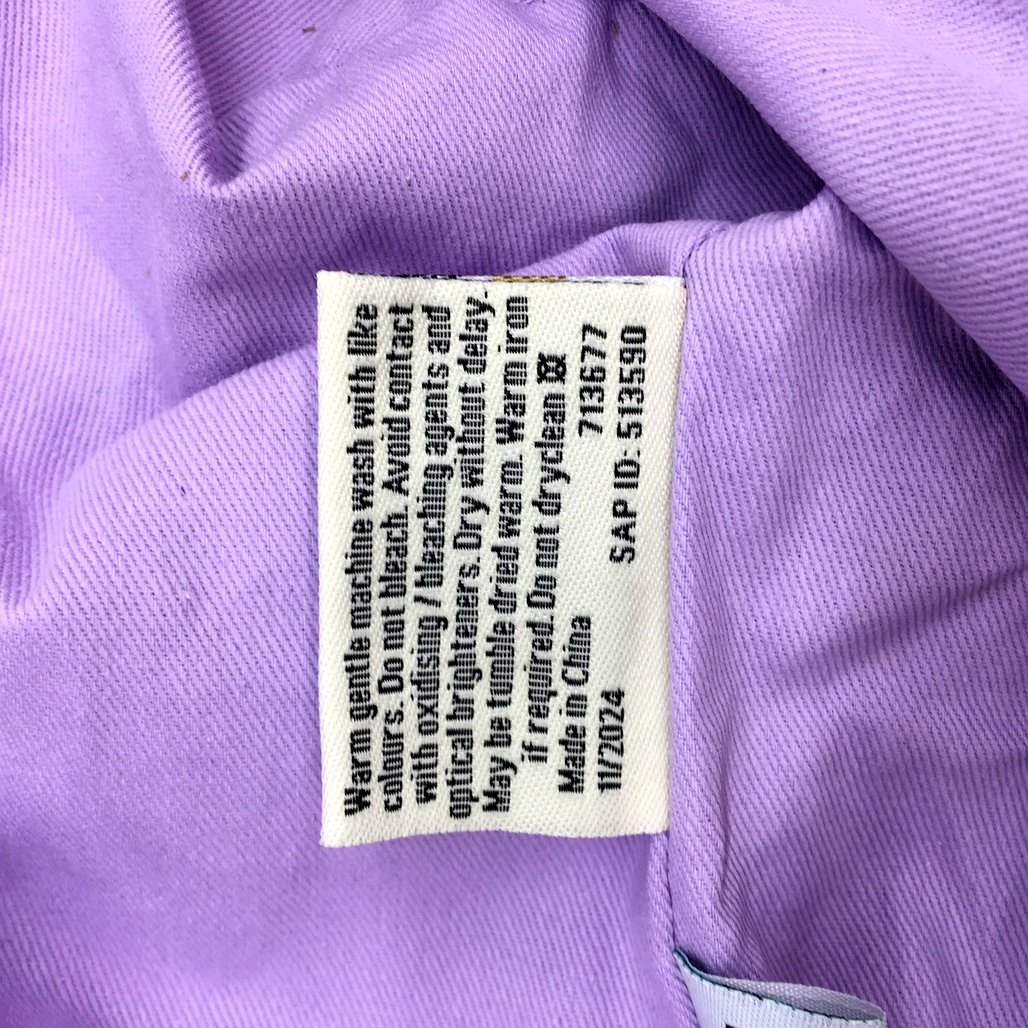 Warm gentle machine wash with like
colours. Do not bleach. Avoid contact
with oxidising / bleaching agents and
optical brighteners. Dry without delay.
May be tumble dried warm. Warm iron
if required. Do not dryclean
Made in China 713677
11/2024 SAP ID: 513590